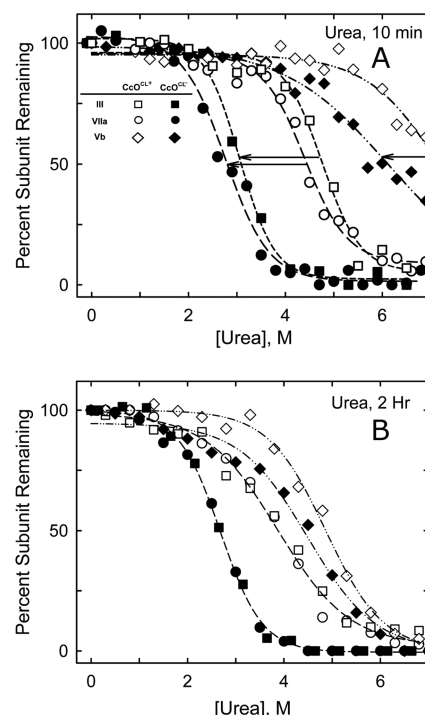 Urea, 10 min
A
CcO^CL+ CcO^CL-
III
VIIa
Vb
Percent Subunit Remaining
100
50
0
0 2 4 6
[Urea], M
Urea, 2 Hr
B
Percent Subunit Remaining
100
50
0
0 2 4 6
[Urea], M